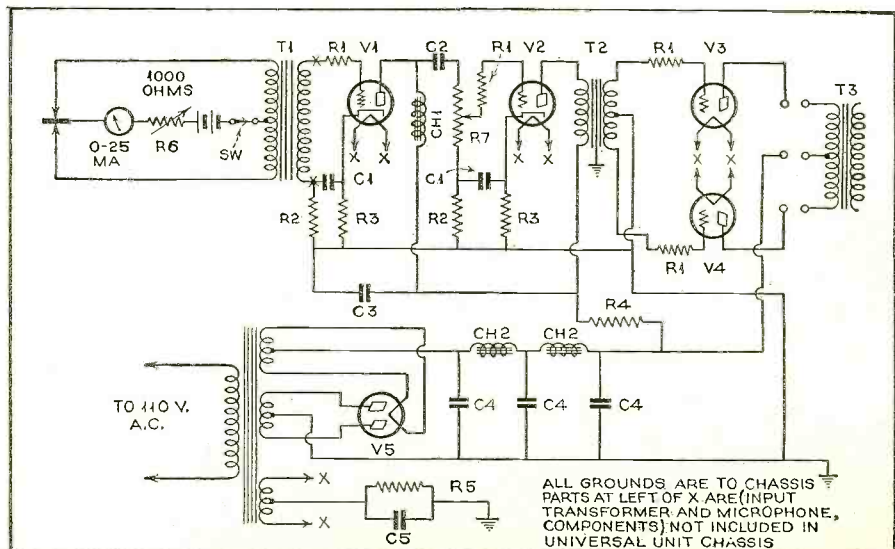 T1
R1
V1
C2
R1
V2
T2
R1
V3
T3
1000
OHMS
0-25
MA
R6
SW
CH1
R7
X
X
X
X
X
X
X
X
X
C1
C1
R2
R3
R2
R3
R1
V4
C3
R4
CH2
CH2
TO 110 V.
A.C.
V5
C4
C4
C4
X
X
R5
C5
ALL GROUNDS ARE TO CHASSIS
PARTS AT LEFT OF X ARE (INPUT
TRANSFORMER AND MICROPHONE,
COMPONENTS) NOT INCLUDED IN
UNIVERSAL UNIT CHASSIS